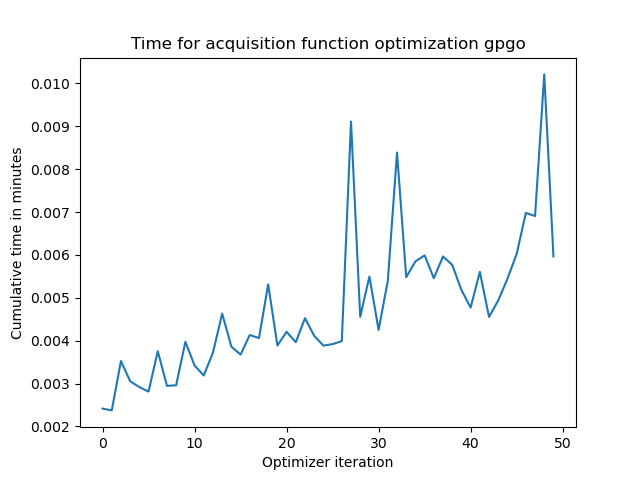 Time for acquisition function optimization gpgo
0.010
0.009
0.008
0.007
0.006
0.005
0.004
0.003
0.002
Cumulative time in minutes
0 10 20 30 40 50
Optimizer iteration